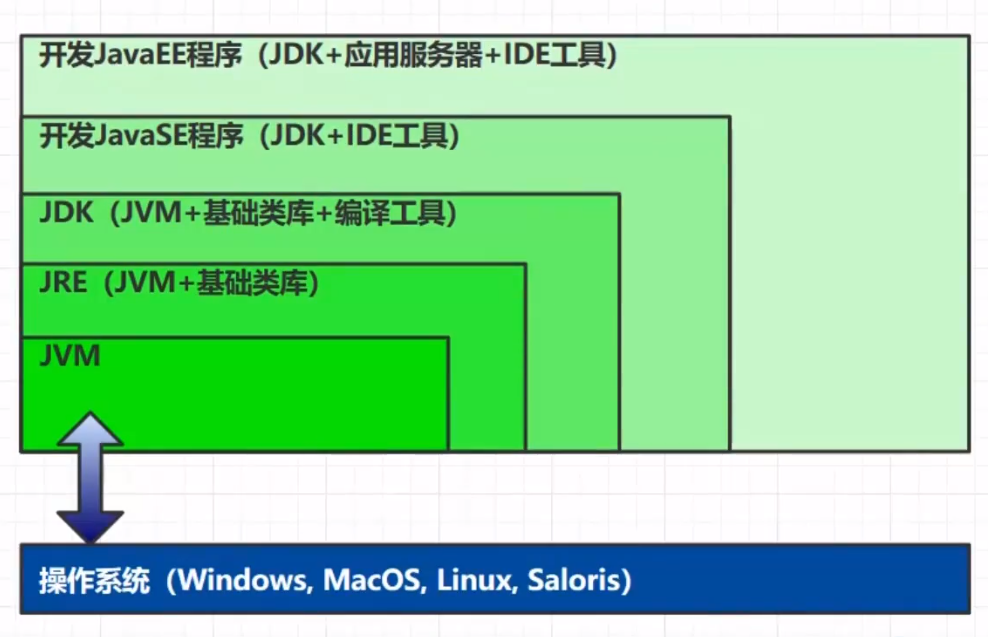 开发JavaEE程序（JDK+应用服务器+IDE工具）
开发JavaSE程序（JDK+IDE工具）
JDK（JVM+基础类库+编译工具）
JRE（JVM+基础类库）
JVM
操作系统（Windows, MacOS, Linux, Saloris）